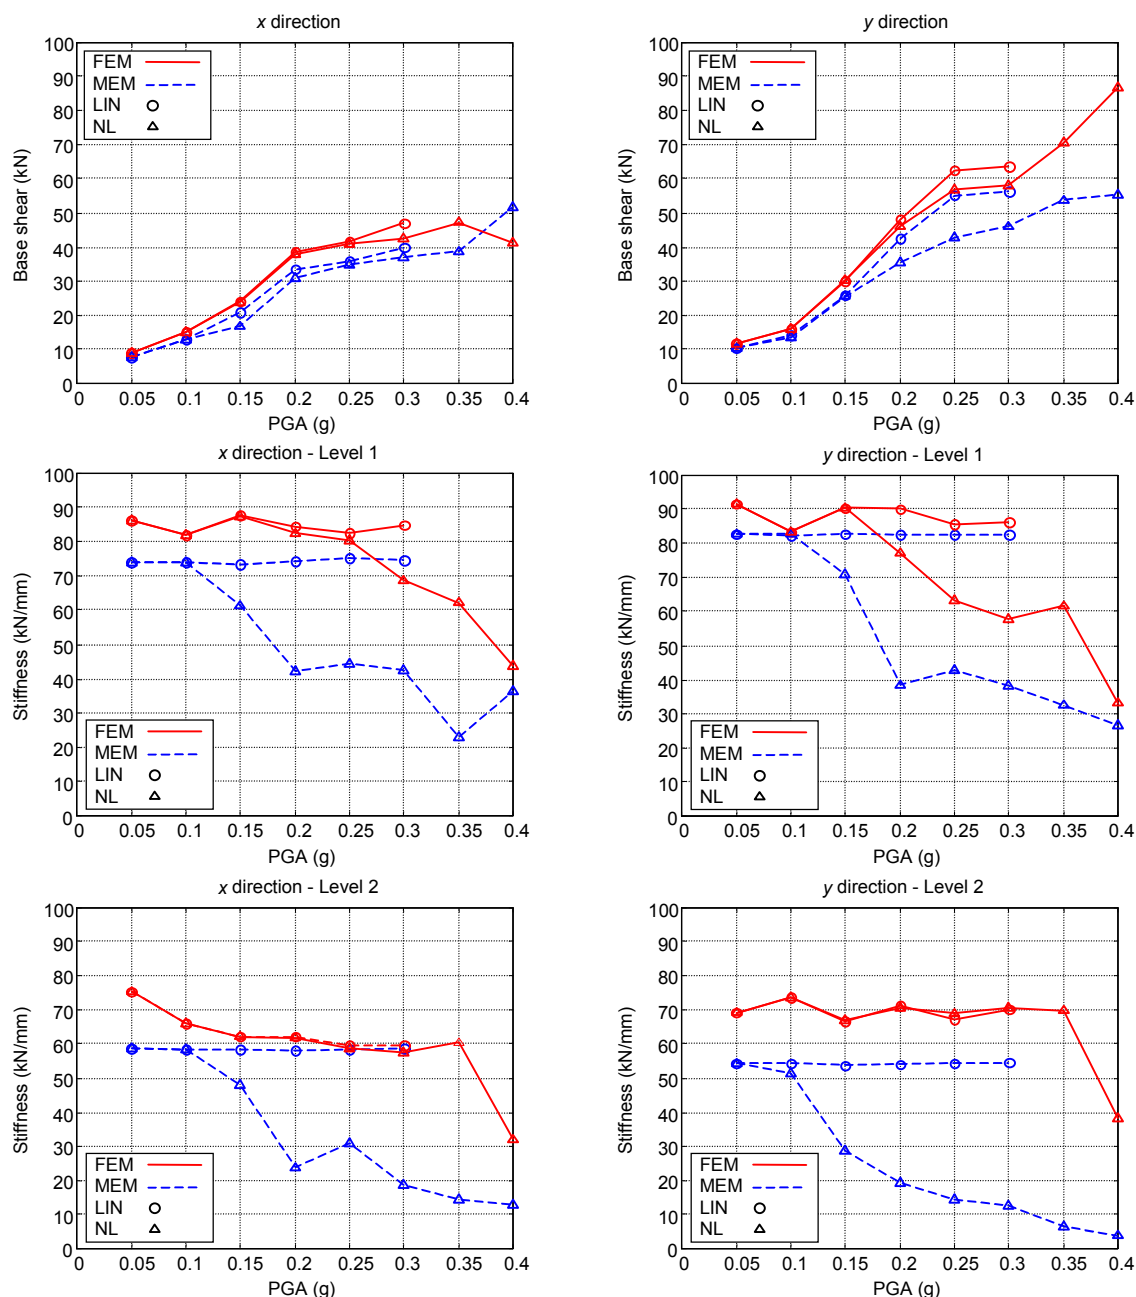 x direction
100
90
80
70
60
50
40
30
20
10
0
Base shear (kN)
FEM
MEM
LIN
NL
0 0.05 0.1 0.15 0.2 0.25 0.3 0.35 0.4
PGA (g)
y direction
100
90
80
70
60
50
40
30
20
10
0
Base shear (kN)
FEM
MEM
LIN
NL
0 0.05 0.1 0.15 0.2 0.25 0.3 0.35 0.4
PGA (g)
x direction - Level 1
100
90
80
70
60
50
40
30
20
10
0
Stiffness (kN/mm)
FEM
MEM
LIN
NL
0 0.05 0.1 0.15 0.2 0.25 0.3 0.35 0.4
PGA (g)
y direction - Level 1
100
90
80
70
60
50
40
30
20
10
0
Stiffness (kN/mm)
FEM
MEM
LIN
NL
0 0.05 0.1 0.15 0.2 0.25 0.3 0.35 0.4
PGA (g)
x direction - Level 2
100
90
80
70
60
50
40
30
20
10
0
Stiffness (kN/mm)
FEM
MEM
LIN
NL
0 0.05 0.1 0.15 0.2 0.25 0.3 0.35 0.4
PGA (g)
y direction - Level 2
100
90
80
70
60
50
40
30
20
10
0
Stiffness (kN/mm)
FEM
MEM
LIN
NL
0 0.05 0.1 0.15 0.2 0.25 0.3 0.35 0.4
PGA (g)